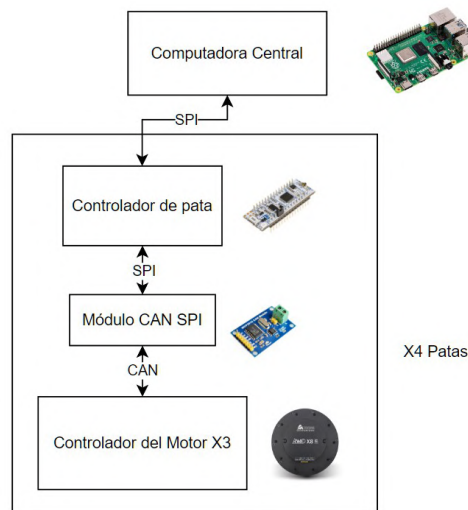 Computadora Central
SPI
Controlador de pata
SPI
Módulo CAN SPI
X4 Patas
CAN
Controlador del Motor X3